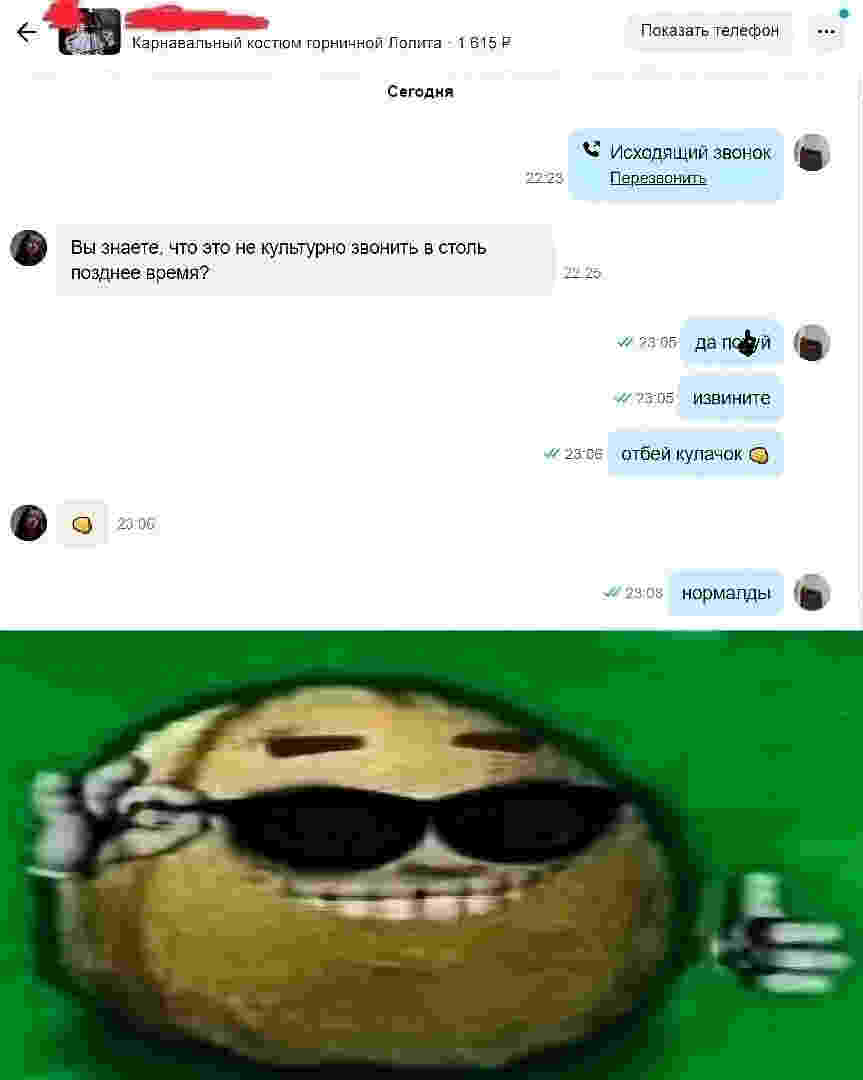 Карнавальный костюм горничной Лолита · 1 615 ₽
Показать телефон
Сегодня
Исходящий звонок
22:23 Перезвонить
Вы знаете, что это не культурно звонить в столь
позднее время?
22:25
23:05 да по уй
23:05 извините
23:06 отбей кулачок
23:06
23:08 нормалды